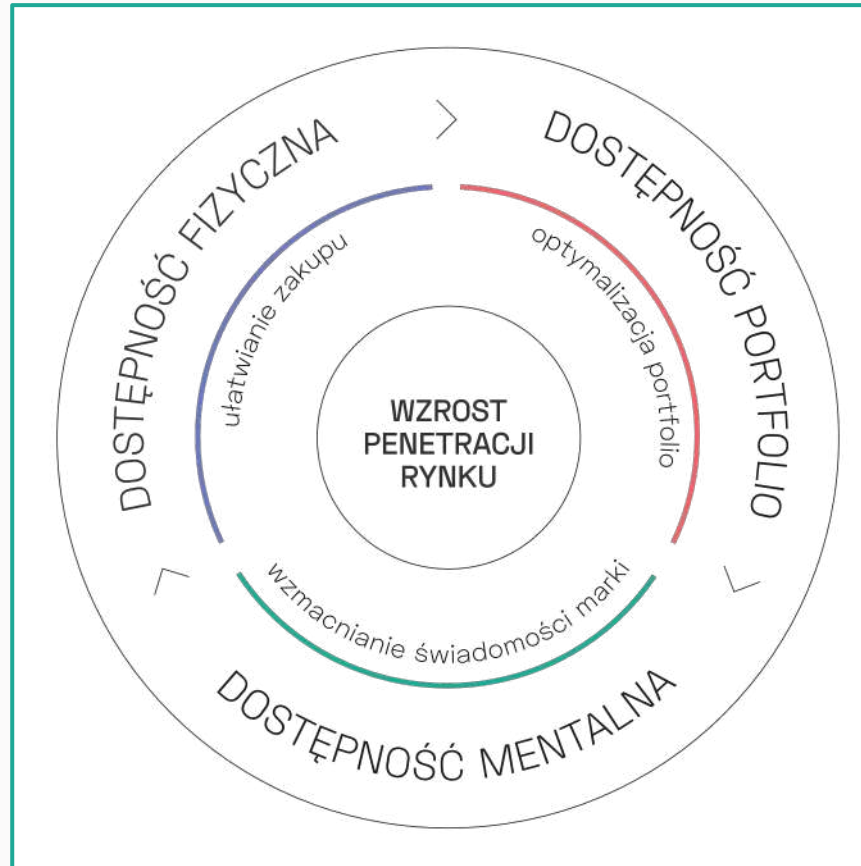 DOSTĘPNOŚĆ FIZYCZNA
DOSTĘPNOŚĆ PORTFOLIO
ułatwianie zakupu
optymalizacja portfolio
WZROST
PENETRACJI
RYNKU
wzmacnianie świadomości marki
DOSTĘPNOŚĆ MENTALNA